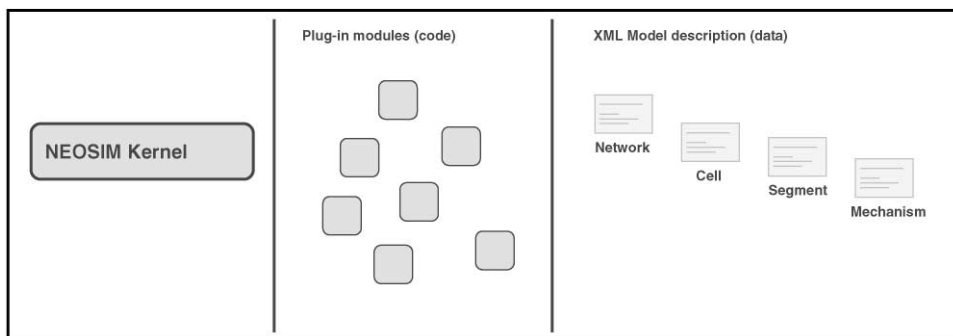 Plug-in modules (code)
XML Model description (data)
NEOSIM Kernel
Network
Cell
Segment
Mechanism